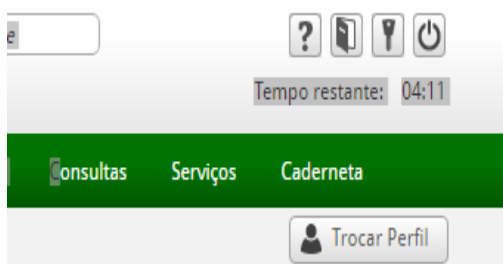 e
?
Tempo restante: 04:11
Consultas Serviços Caderneta
Trocar Perfil